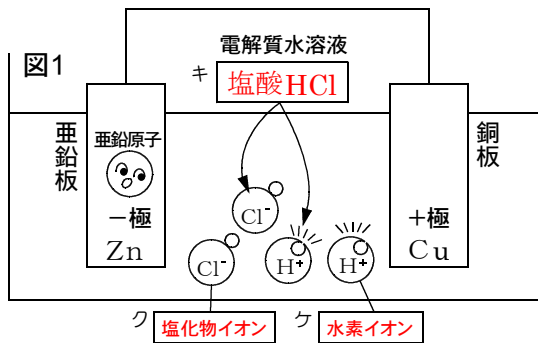 図1
電解質水溶液
キ 塩酸HCl
亜鉛板
亜鉛原子
−極
Zn
銅板
+極
Cu
Cl⁻
Cl⁻
H⁺
H⁺
ク 塩化物イオン
ケ 水素イオン